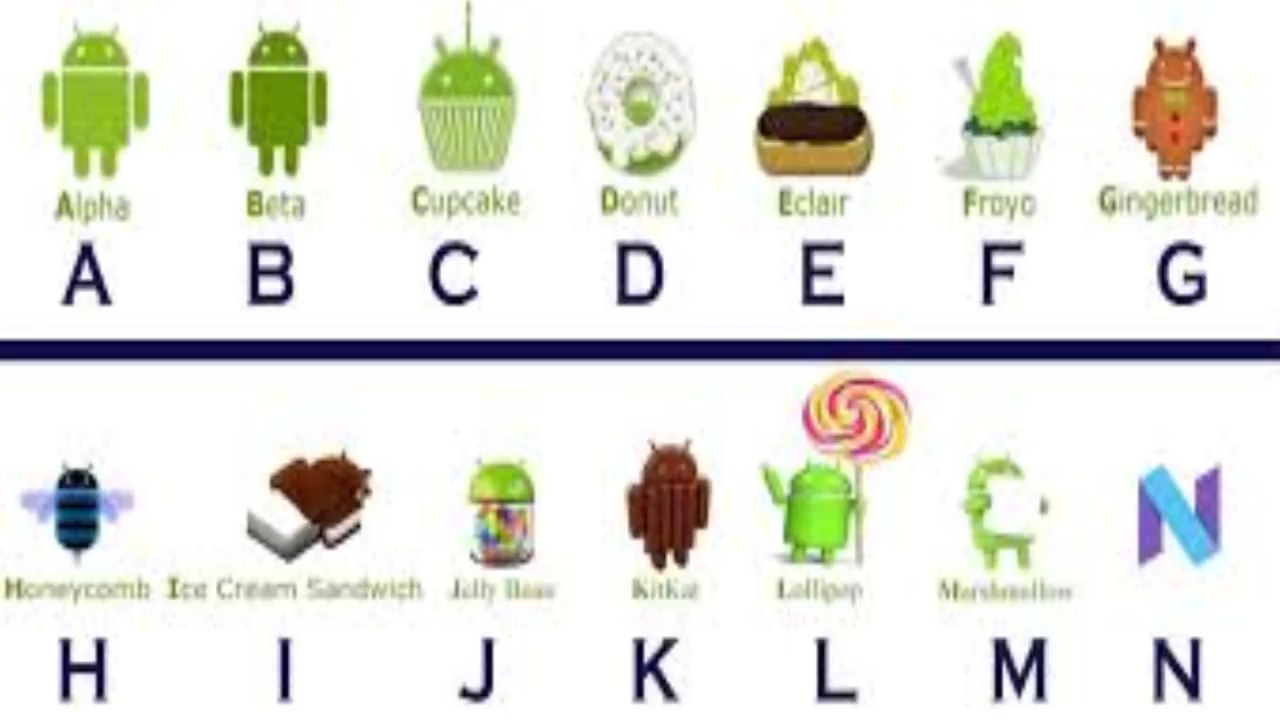 Alpha Beta Cupcake Donut Eclair Froyo Gingerbread
A B C D E F G
Honeycomb Ice Cream Sandwich Jelly Bean KitKat Lollipop Marshmallow
H I J K L M N